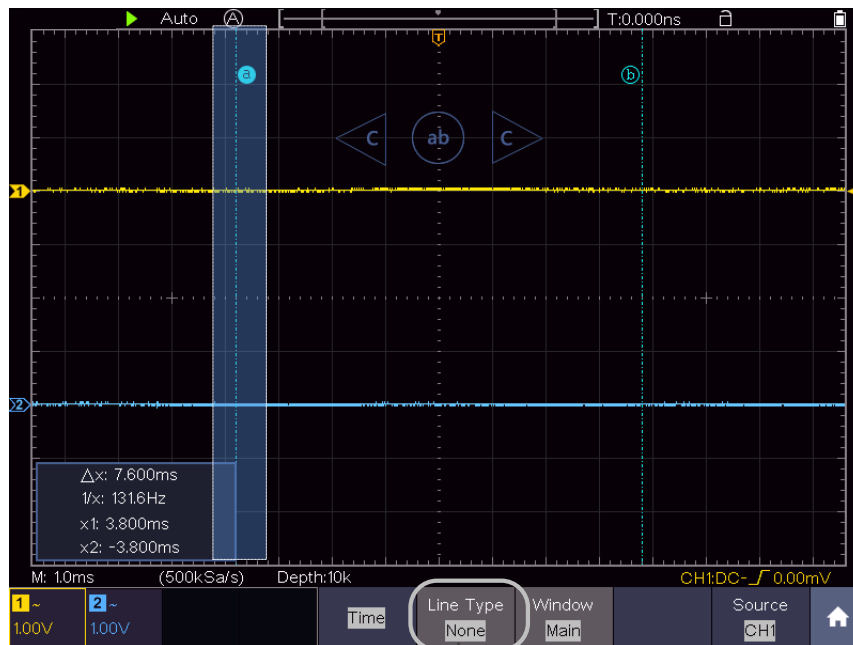 Auto A T:0.000ns
T
a b
C ab C
1
2
△x: 7.600ms
1/x: 131.6Hz
x1: 3.800ms
x2: -3.800ms
M: 1.0ms (500kSa/s) Depth:10k CH1:DC- 0.00mV
1 ~ 2 ~ Line Type Window Source
1.00V 1.00V Time None Main CH1